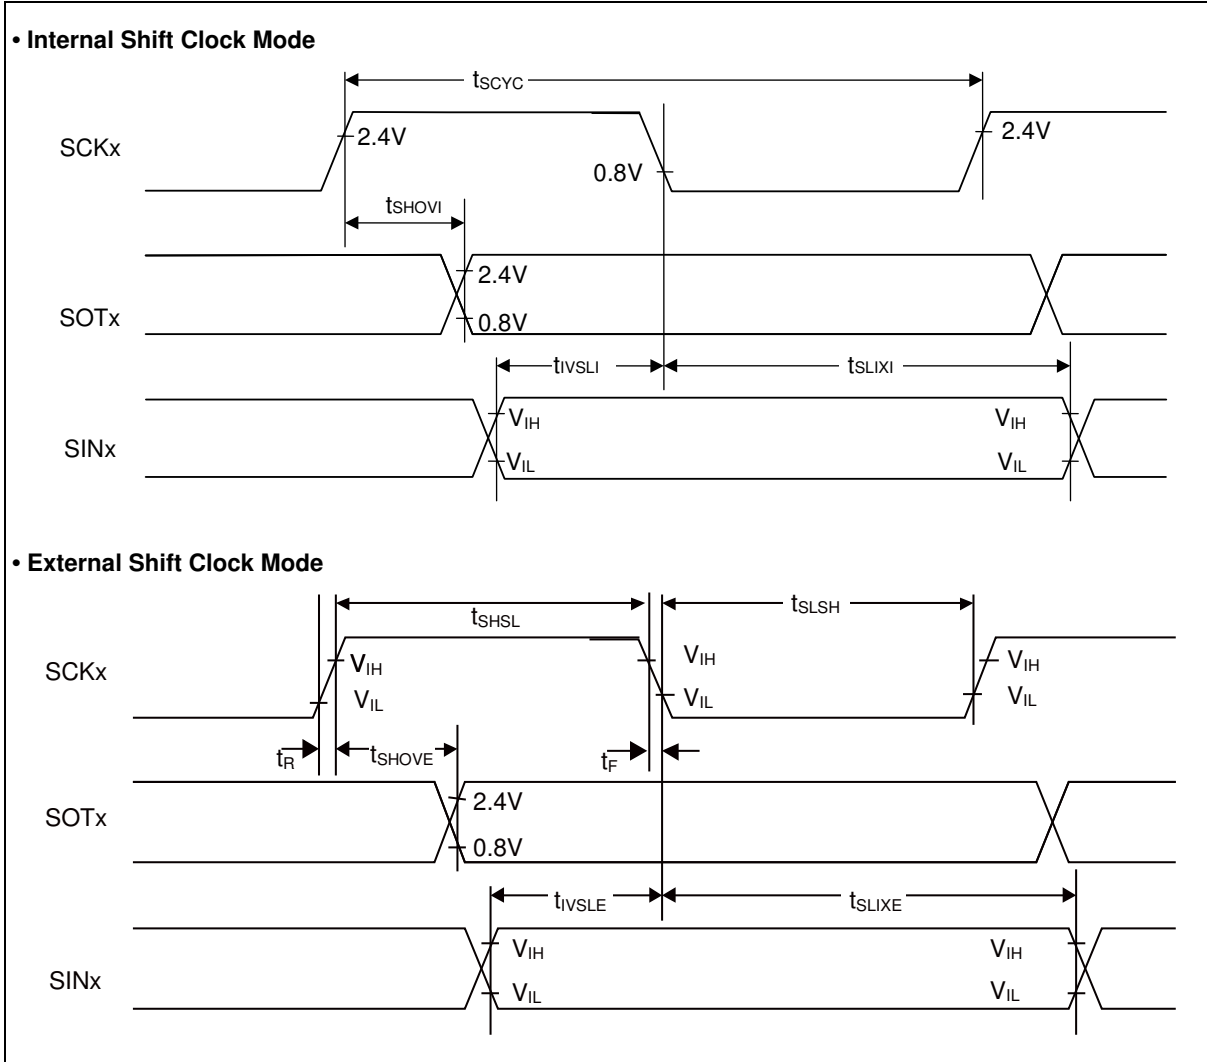 • Internal Shift Clock Mode
tSCYC
SCKx
2.4V
0.8V
2.4V
tSHOVI
SOTx
2.4V
0.8V
tIVSLI
tSLIXI
SINx
VIH
VIL
VIH
VIL
• External Shift Clock Mode
tSHSL
tSLSH
SCKx
VIH
VIL
VIH
VIL
VIH
VIL
tR
tSHOVE
tF
SOTx
2.4V
0.8V
tIVSLE
tSLIXE
SINx
VIH
VIL
VIH
VIL